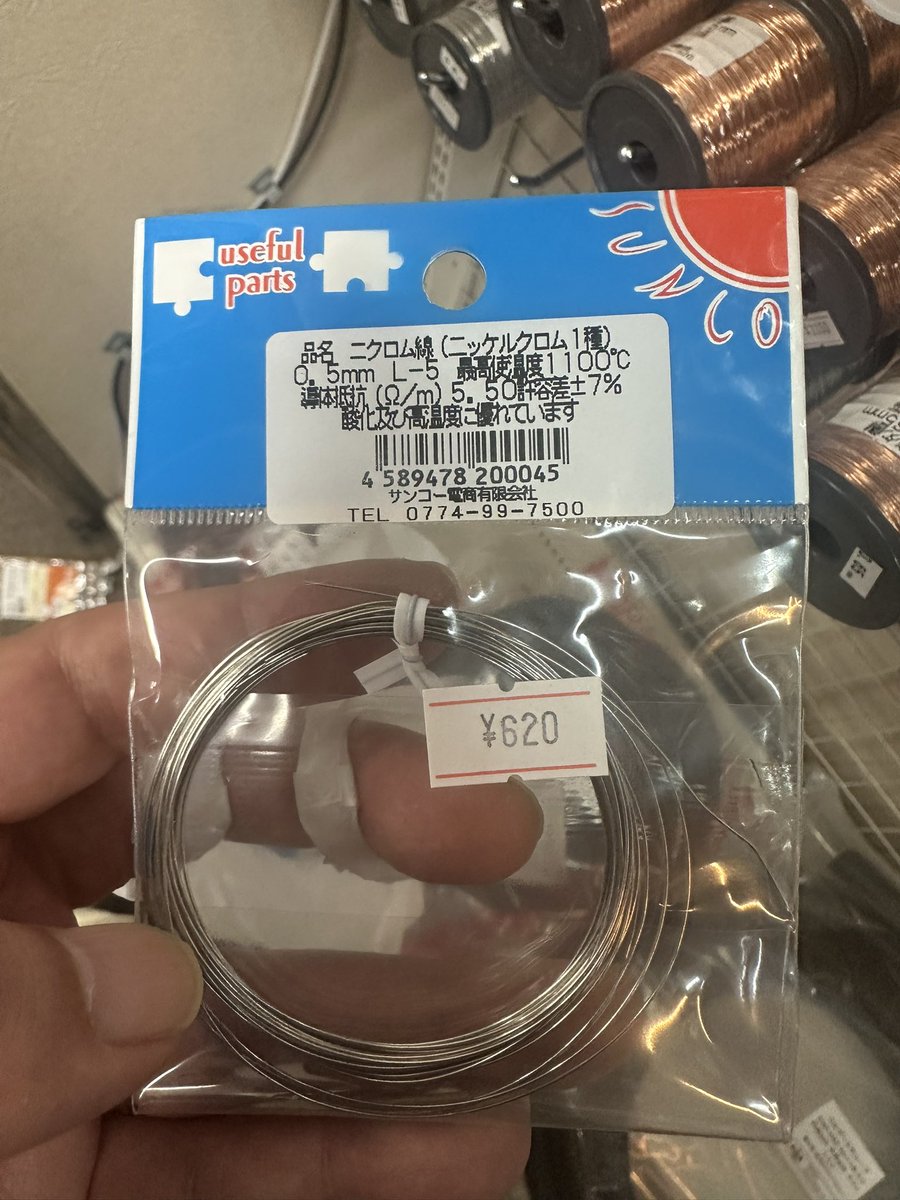 useful
parts
SUNCO
品名 ニクロム線(ニッケルクロム1種)
0.5mm L-5 最高使温度1100℃
導体抵抗(Ω/m)5.50許容差±7%
酸化及び高温度に優れています
4 589478 200045
サンコー電商有限会社
TEL 0774-99-7500
¥620